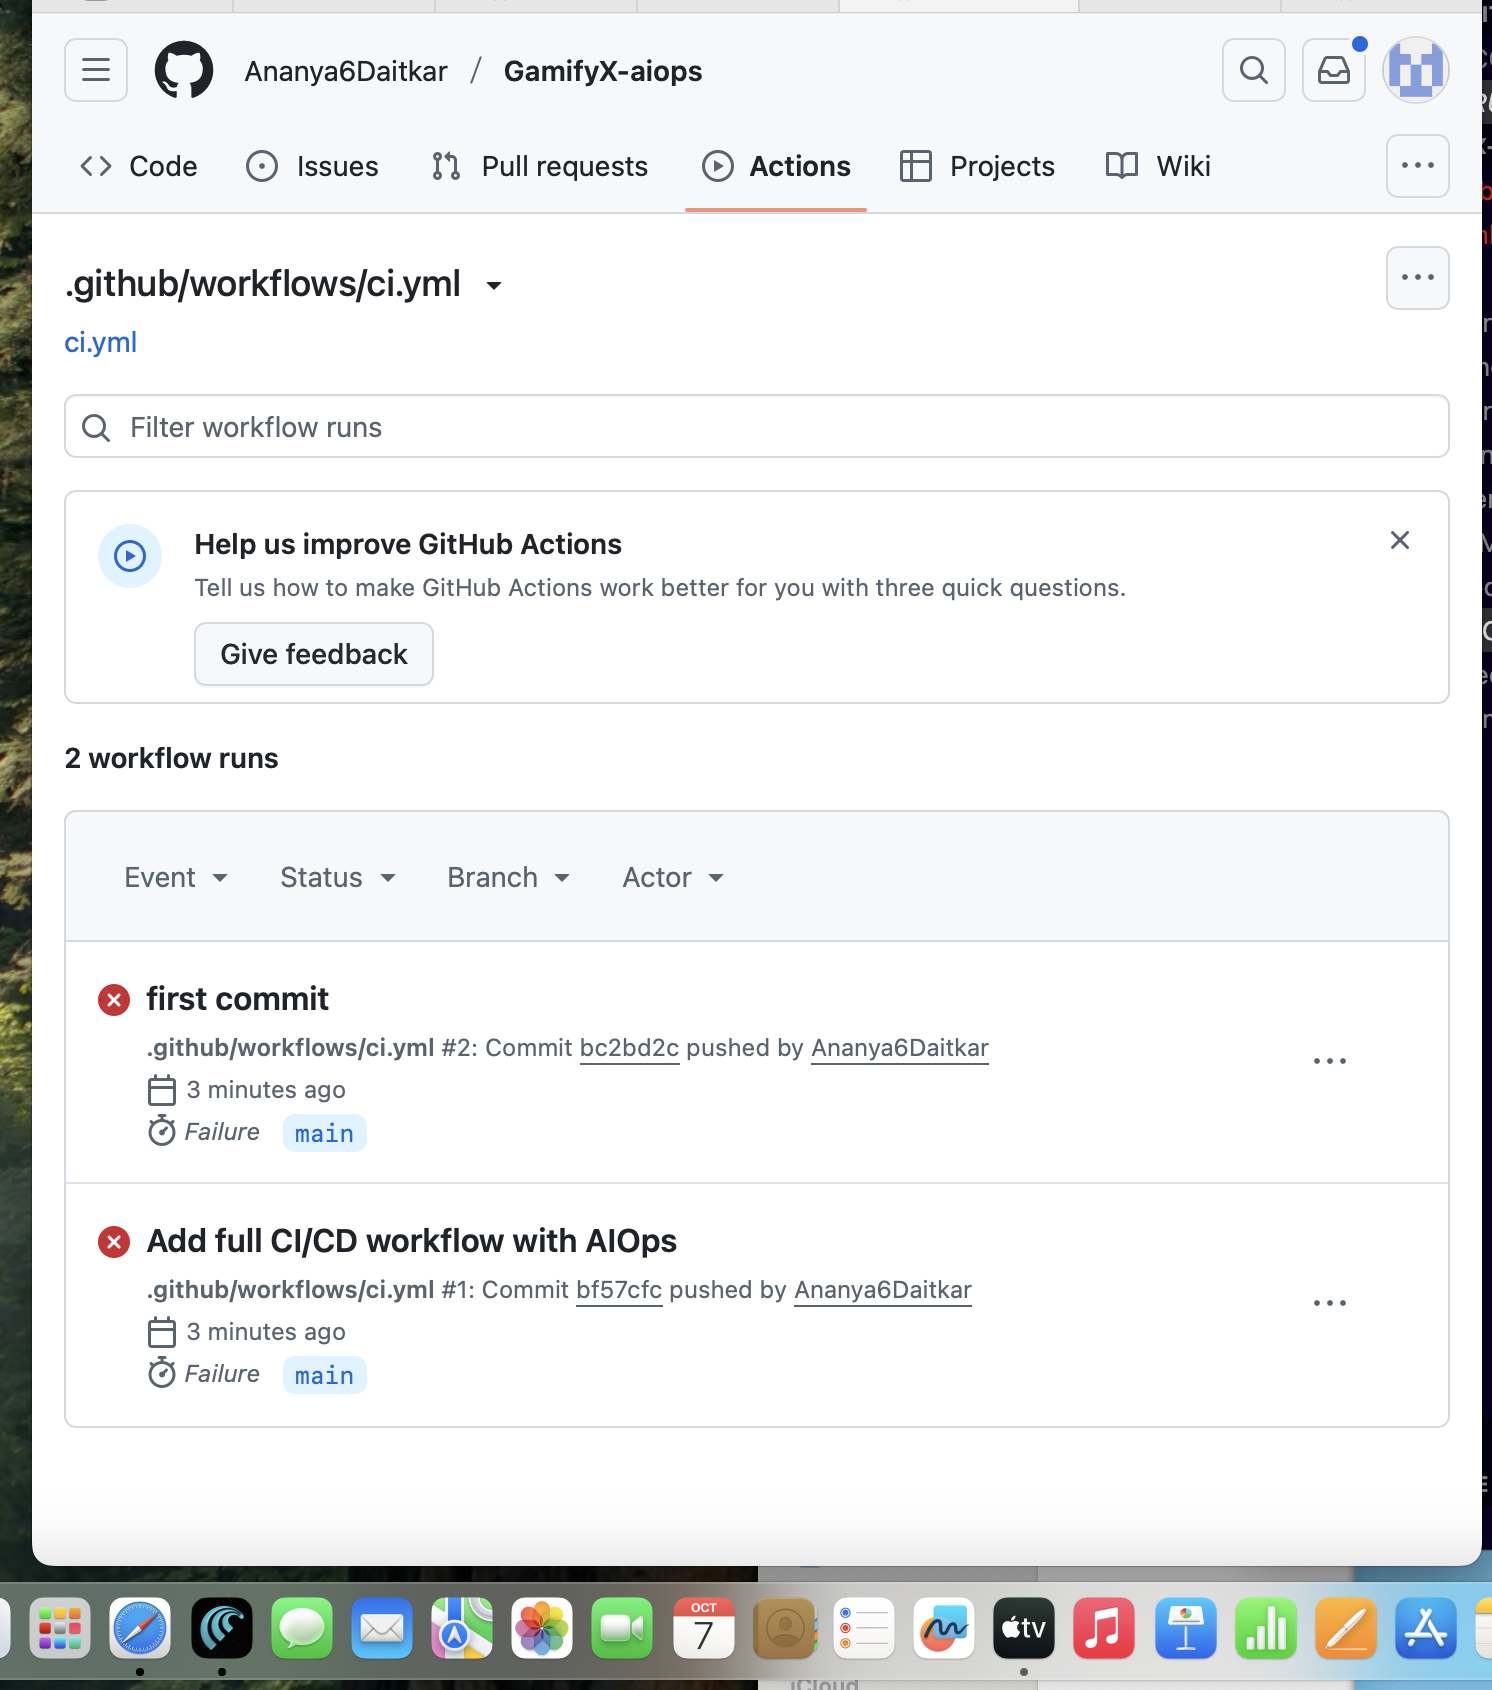 Ananya6Daitkar / GamifyX-aiops
Code Issues Pull requests Actions Projects Wiki
.github/workflows/ci.yml
ci.yml
Filter workflow runs
Help us improve GitHub Actions
Tell us how to make GitHub Actions work better for you with three quick questions.
Give feedback
2 workflow runs
Event Status Branch Actor
first commit
.github/workflows/ci.yml #2: Commit bc2bd2c pushed by Ananya6Daitkar
3 minutes ago
Failure main
Add full CI/CD workflow with AIOps
.github/workflows/ci.yml #1: Commit bf57cfc pushed by Ananya6Daitkar
3 minutes ago
Failure main
OCT
7
tv
iCloud